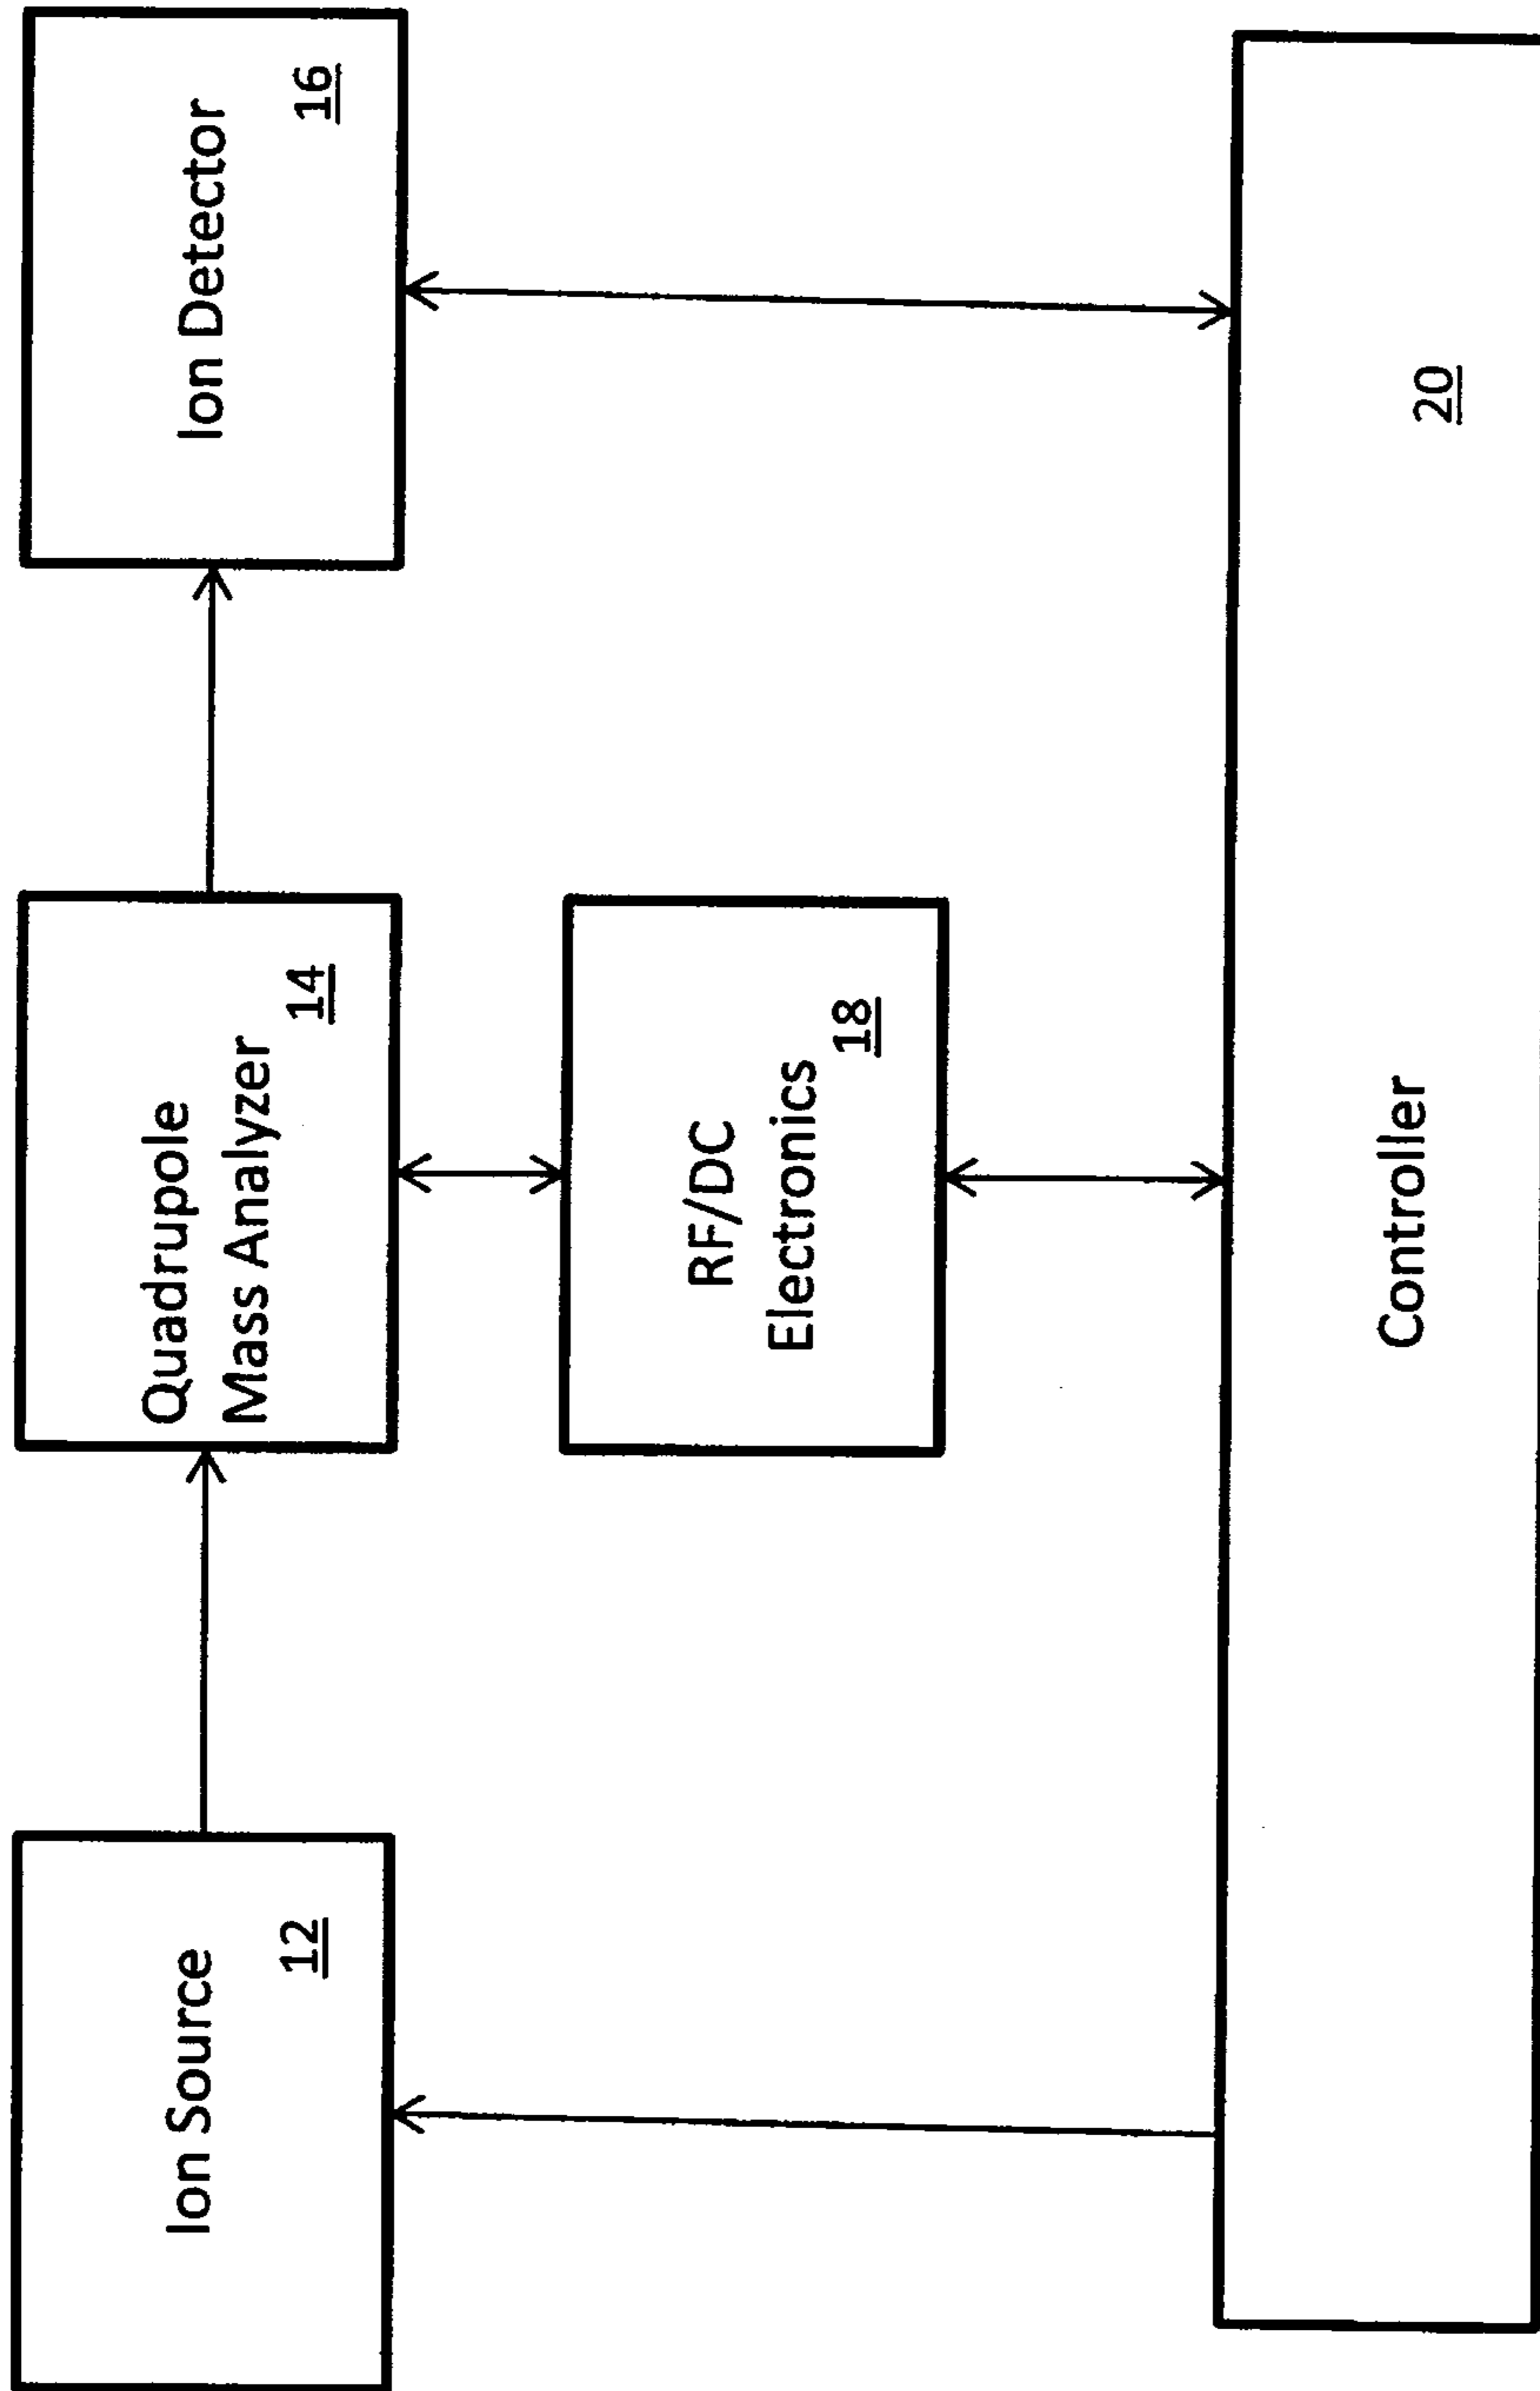 Ion Source
12
Quadrupole
Mass Analyzer
14
Ion Detector
16
RF/DC
Electronics
18
Controller
20